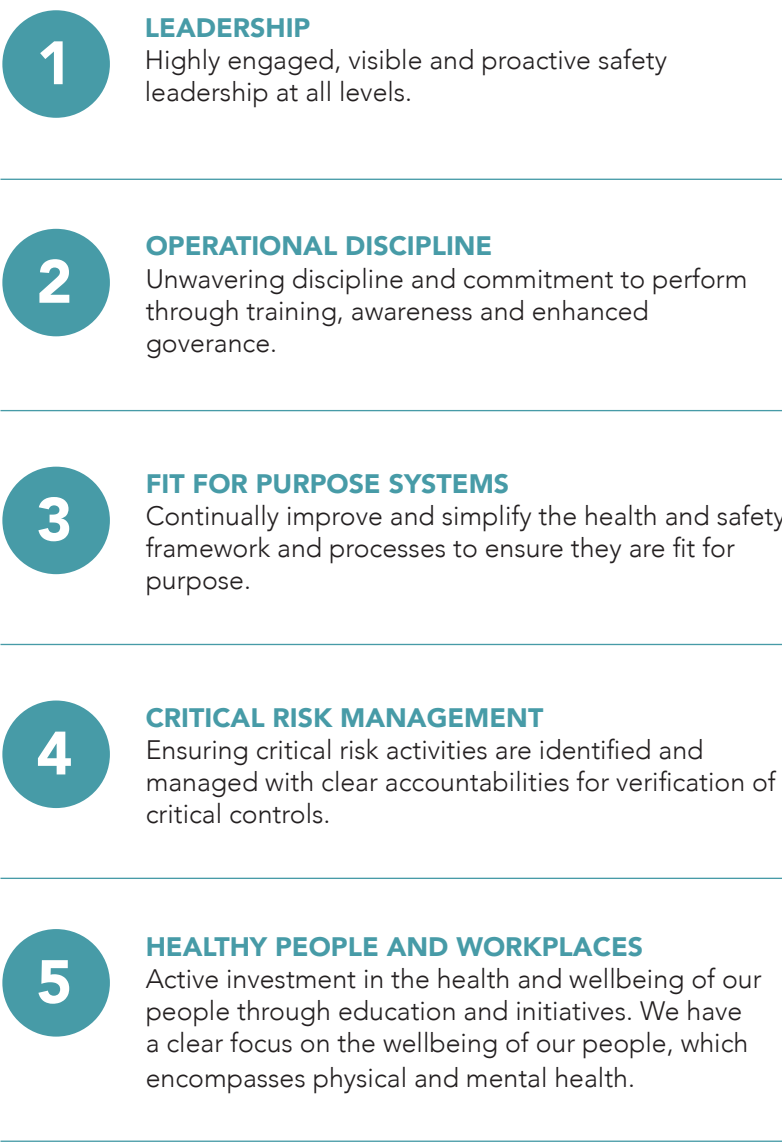 1
LEADERSHIP
Highly engaged, visible and proactive safety
leadership at all levels.
2
OPERATIONAL DISCIPLINE
Unwavering discipline and commitment to perform
through training, awareness and enhanced
goverance.
3
FIT FOR PURPOSE SYSTEMS
Continually improve and simplify the health and safety
framework and processes to ensure they are fit for
purpose.
4
CRITICAL RISK MANAGEMENT
Ensuring critical risk activities are identified and
managed with clear accountabilities for verification of
critical controls.
5
HEALTHY PEOPLE AND WORKPLACES
Active investment in the health and wellbeing of our
people through education and initiatives. We have
a clear focus on the wellbeing of our people, which
encompasses physical and mental health.